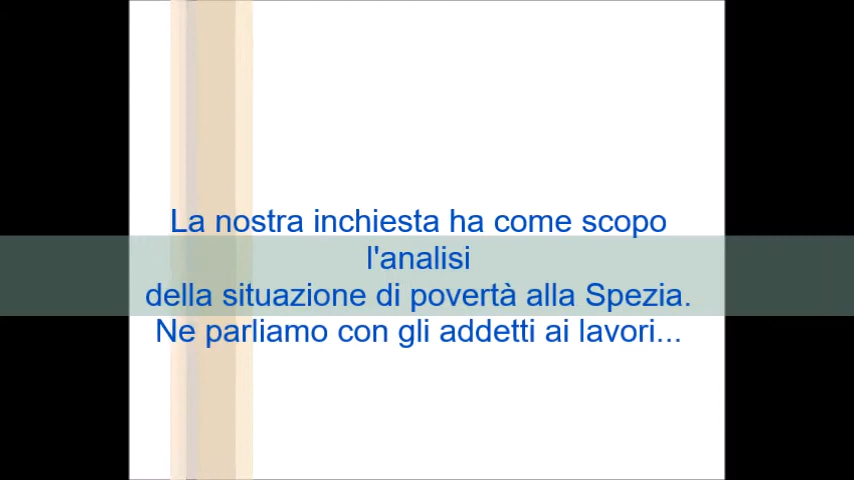 La nostra inchiesta ha come scopo
l'analisi
della situazione di povertà alla Spezia.
Ne parliamo con gli addetti ai lavori...